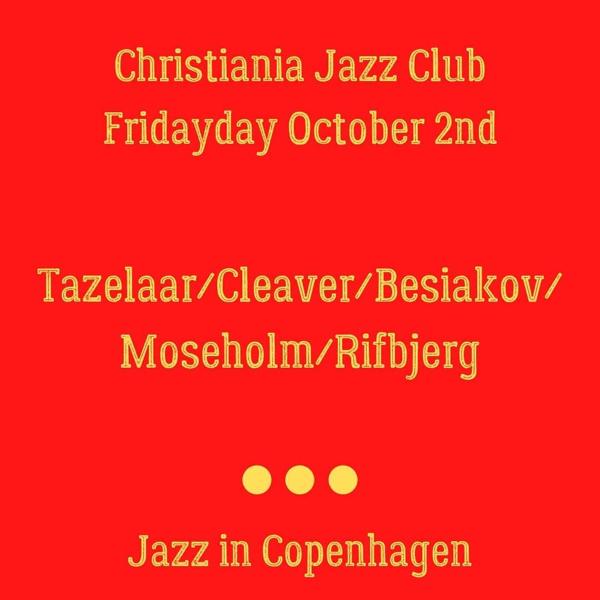 Christiania Jazz Club
Fridayday October 2nd
Tazelaar/Cleaver/Besiakov/
Moseholm/Rifbjerg
Jazz in Copenhagen